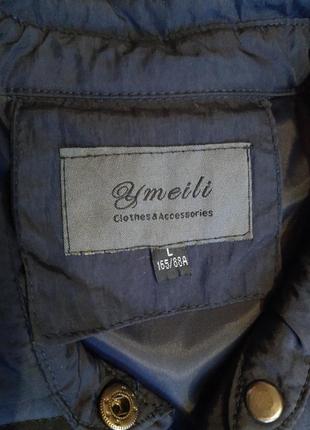 ymeili
Clothes & Accessories
L
165/88A